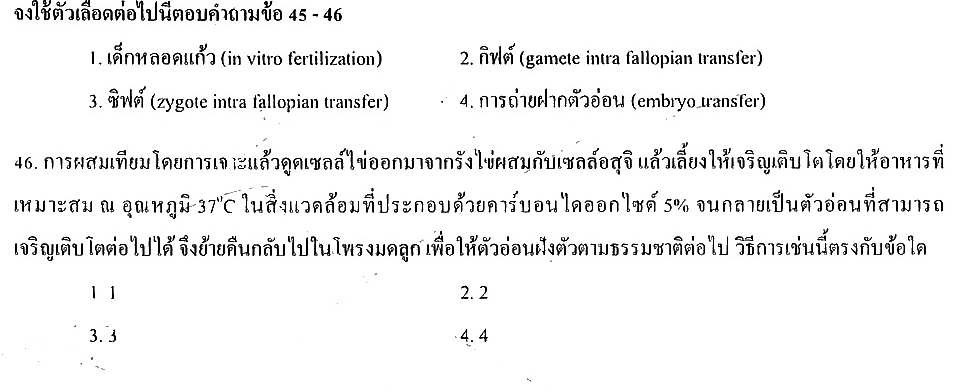 จงใช้ตัวเลือกต่อไปนี้ตอบคำถามข้อ 45 - 46
1. เด็กหลอดแก้ว (in vitro fertilization) 2. กิฟต์ (gamete intra fallopian transfer)
3. ซิฟต์ (zygote intra fallopian transfer) 4. การถ่ายฝากตัวอ่อน (embryo transfer)
46. การผสมเทียมโดยการเจาะแล้วดูดเซลล์ไข่ออกมาจากรังไข่ผสมกับเซลล์อสุจิ แล้วเลี้ยงให้เจริญเติบโตโดยให้อาหารที่
เหมาะสม ณ อุณหภูมิ 37°C ในสิ่งแวดล้อมที่ประกอบด้วยคาร์บอนไดออกไซด์ 5% จนกลายเป็นตัวอ่อนที่สามารถ
เจริญเติบโตต่อไปได้ จึงย้ายคืนกลับไปในโพรงมดลูก เพื่อให้ตัวอ่อนฝังตัวตามธรรมชาติต่อไป วิธีการเช่นนี้ตรงกับข้อใด
1 1 2. 2
3. 3 4. 4